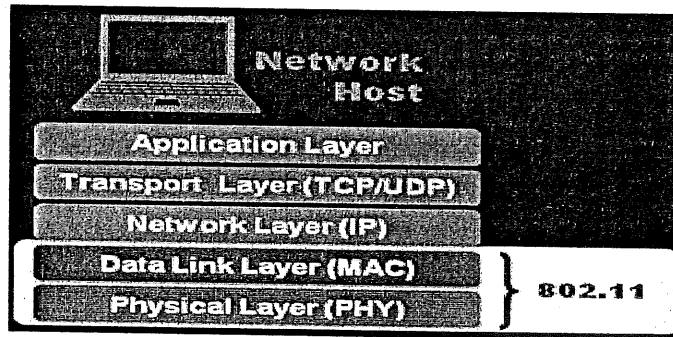 Network
Host
Application Layer
Transport Layer (TCP/UDP)
Network Layer (IP)
Data Link Layer (MAC)
Physical Layer (PHY)
802.11